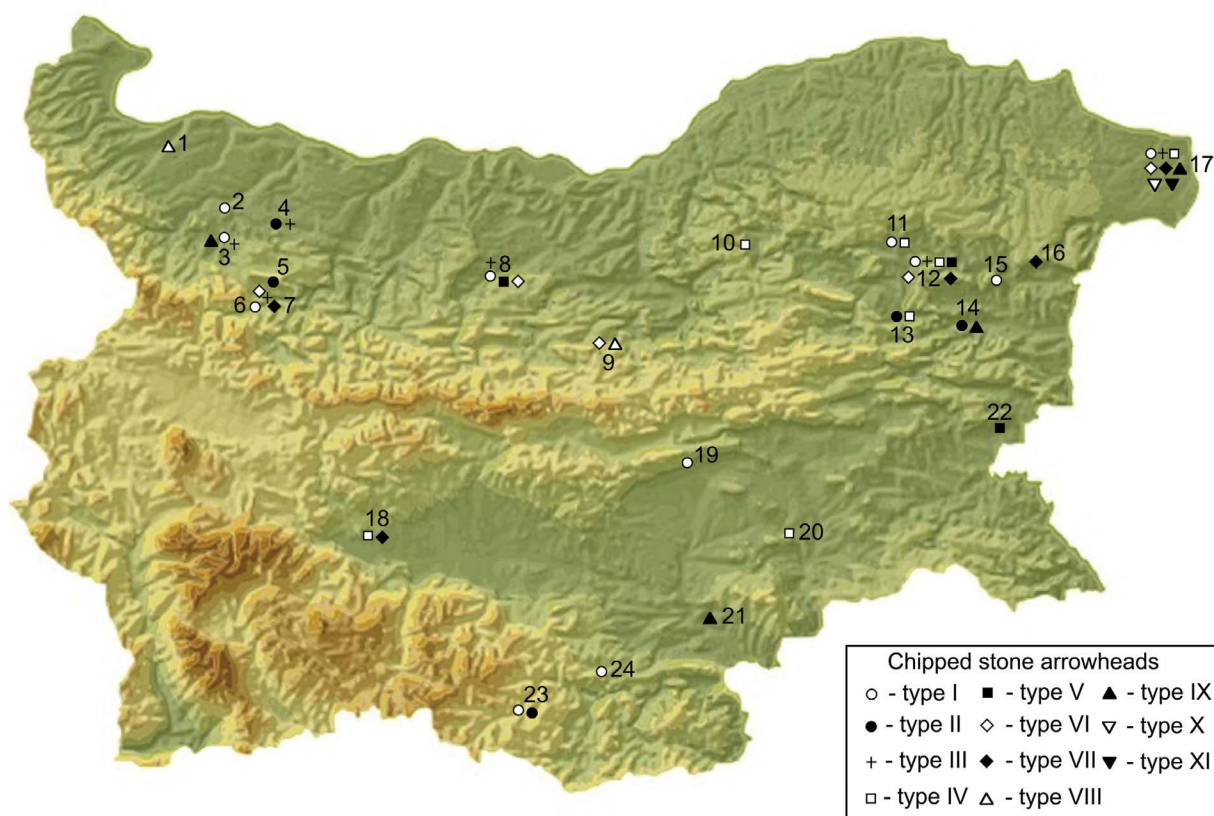 1
2
4
17
3
11
10
16
8
5
12
15
6
7
13
14
9
22
19
18
20
21
24
23
Chipped stone arrowheads
- type I
- type V
- type IX
- type II
- type VI
- type X
- type III
- type VII
- type XI
- type IV
- type VIII